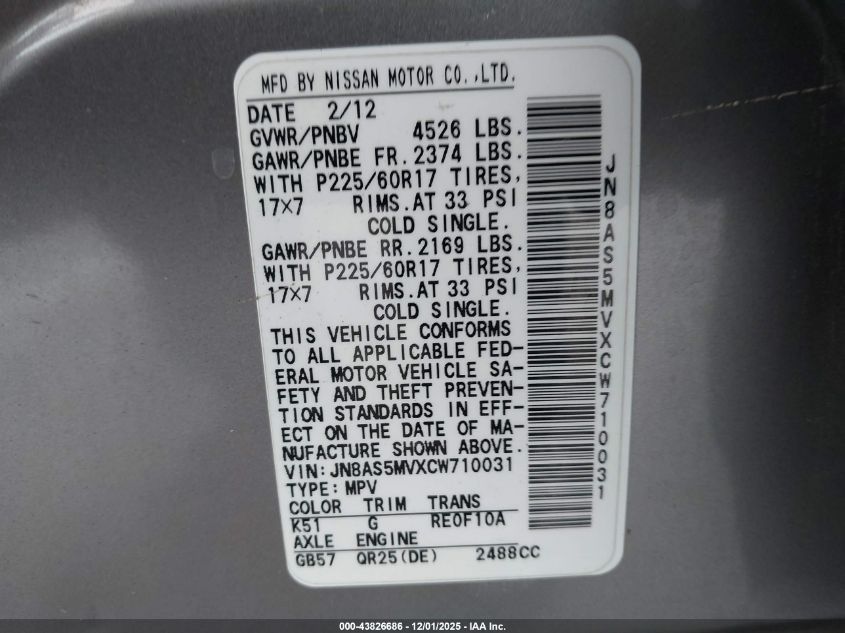 MFD BY NISSAN MOTOR CO.,LTD.
DATE 2/12
GVWR/PNBV 4526 LBS.
GAWR/PNBE FR. 2374 LBS.
WITH P225/60R17 TIRES,
17×7 RIMS.AT 33 PSI
COLD SINGLE.
GAWR/PNBE RR. 2169 LBS.
WITH P225/60R17 TIRES,
17×7 RIMS.AT 33 PSI
COLD SINGLE.
THIS VEHICLE CONFORMS
TO ALL APPLICABLE FED-
ERAL MOTOR VEHICLE SA-
FETY AND THEFT PREVEN-
TION STANDARDS IN EFF-
ECT ON THE DATE OF MA-
NUFACTURE SHOWN ABOVE.
VIN:JN8AS5MVXCW710031
TYPE:MPV
COLOR TRIM TRANS
K51 G RE0F10A
AXLE ENGINE
GB57 QR25(DE) 2488CC
JN8AS5MVXCW710031
000-43826686 - 12/01/2025 - IAA Inc.